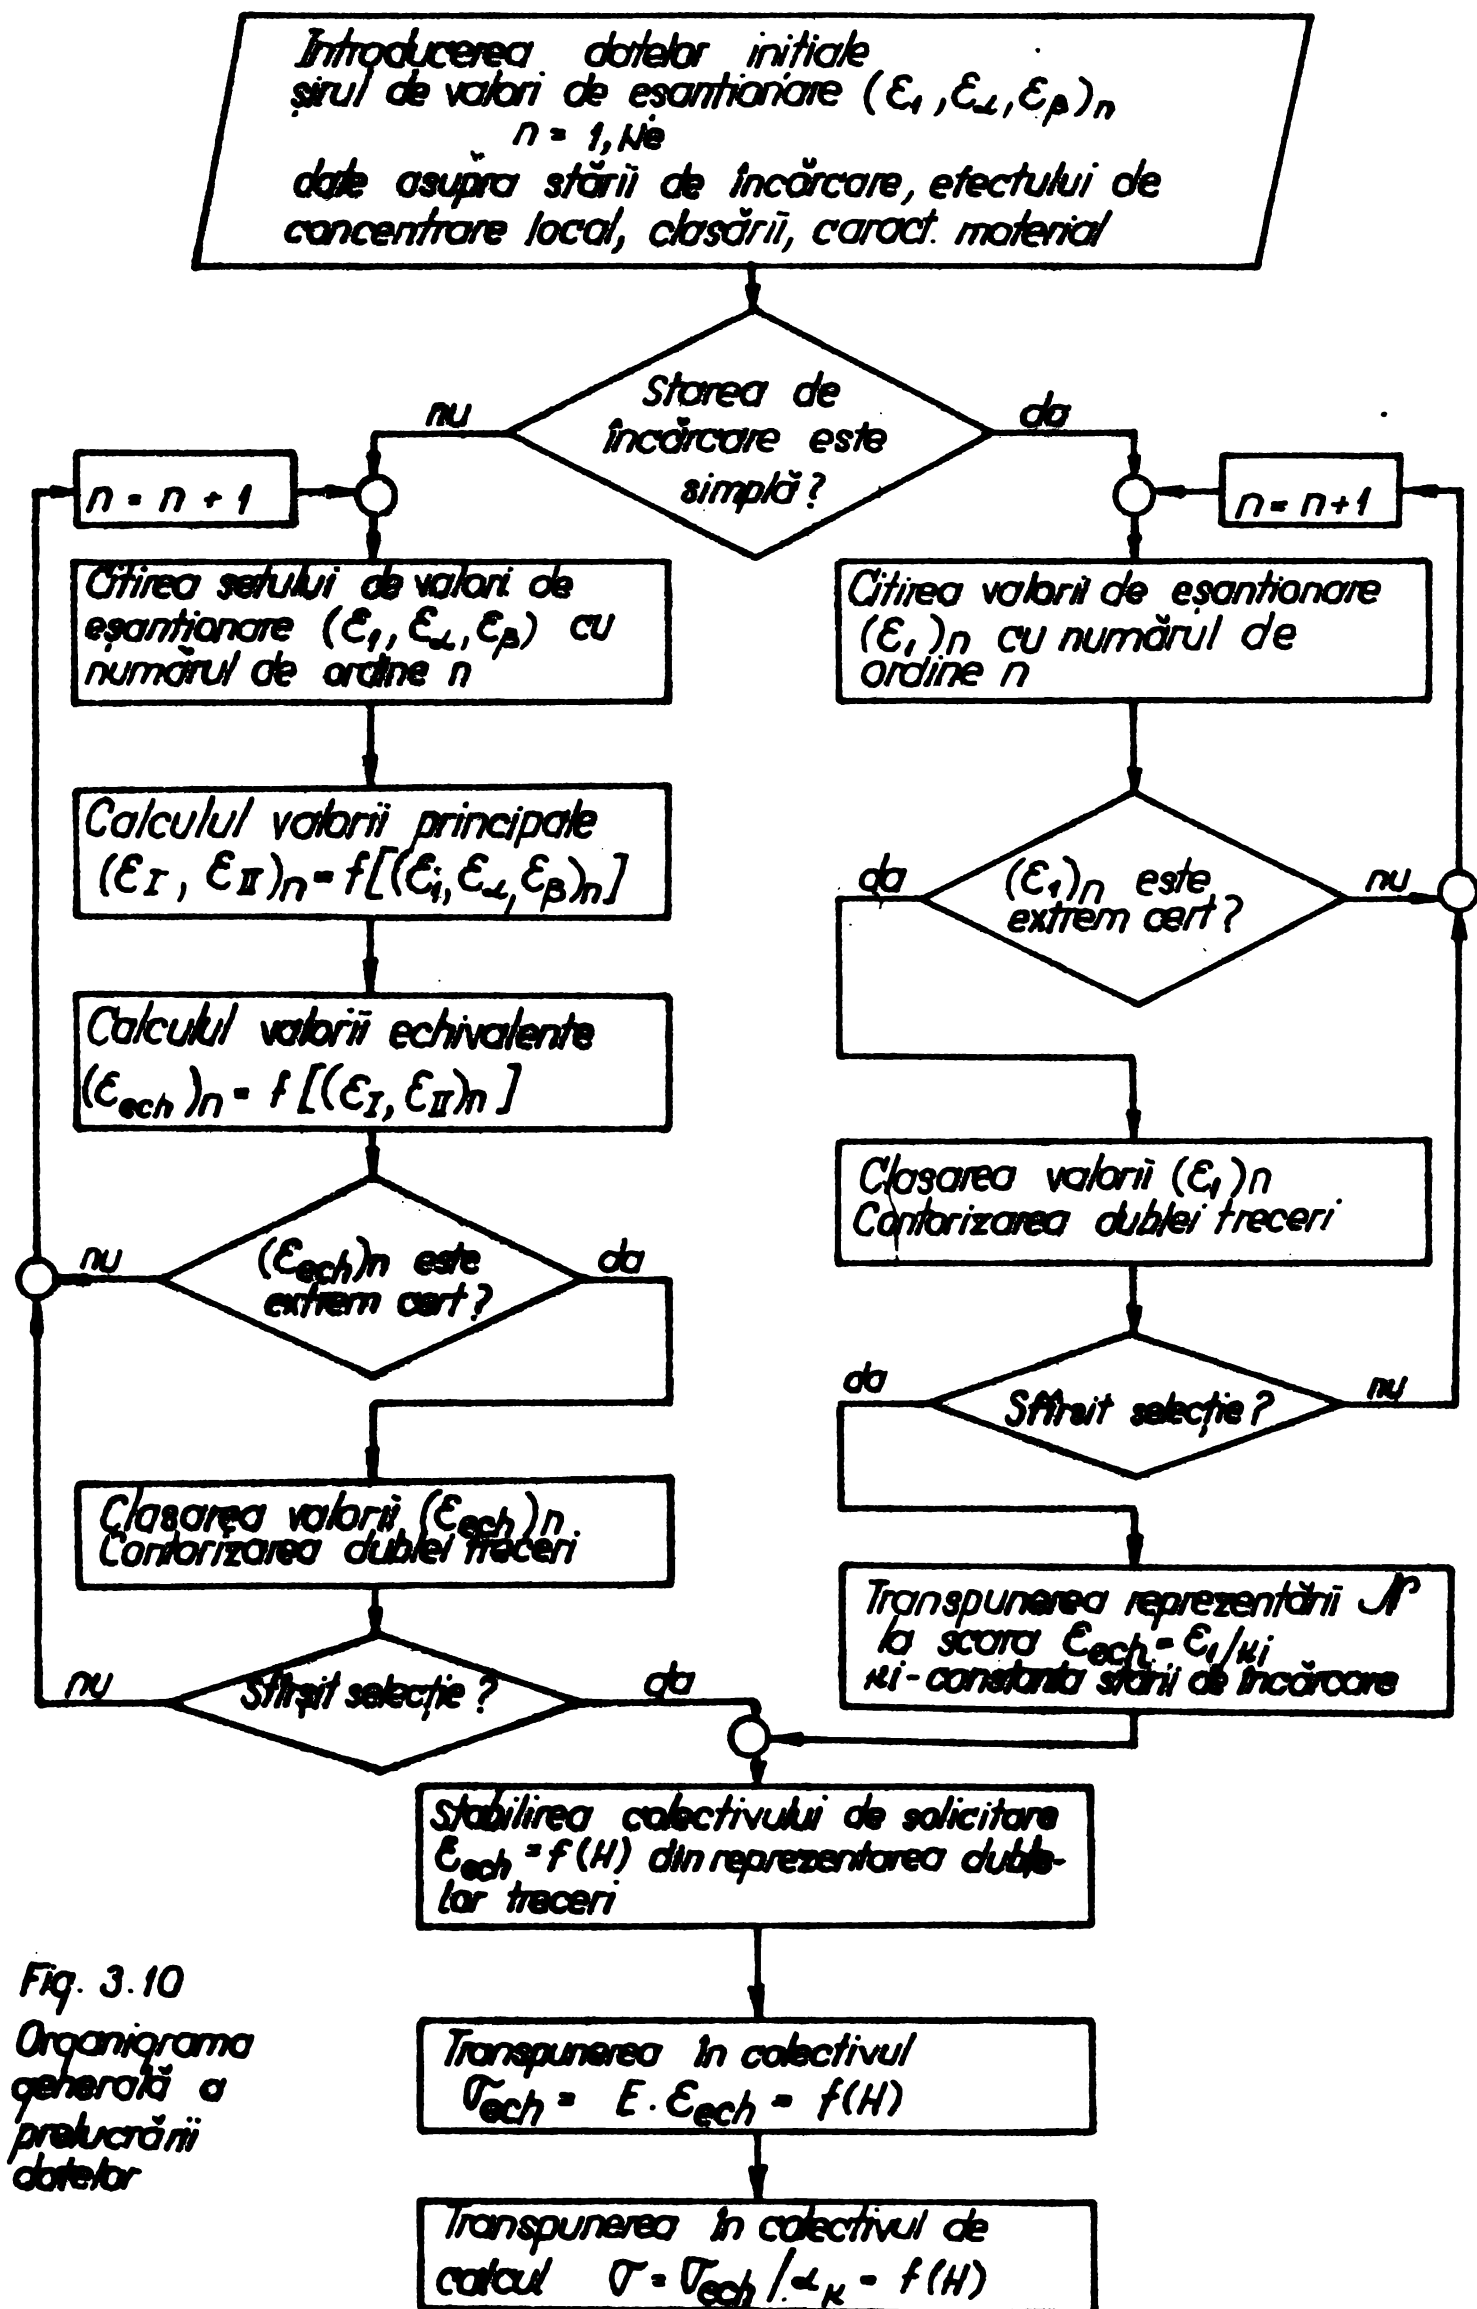 Introducerea datelor initiale
șirul de valori de eșantionare (ε₁, ε_α, ε_β)ₙ
n = 1, Ne
date asupra stării de încărcare, efectului de
concentrare local, clasării, caract. material
Starea de
încărcare este
simplă?
nu
da
n = n + 1
n = n+1
Citirea setului de valori de
eșantionare (ε₁, ε_α, ε_β) cu
numărul de ordine n
Calculul valorii principale
(ε_I, ε_II)ₙ = f[(ε₁, ε_α, ε_β)ₙ]
Calculul valorii echivalente
(ε_ech)ₙ = f[(ε_I, ε_II)ₙ]
(ε_ech)ₙ este
extrem cert?
nu
da
Clasarea valorii (ε_ech)ₙ
Contorizarea dublei treceri
Sfîrșit selecție?
nu
da
Citirea valorii de eșantionare
(ε₁)ₙ cu numărul de
ordine n
(ε₁)ₙ este
extrem cert?
da
nu
Clasarea valorii (ε₁)ₙ
Contorizarea dublei treceri
Sfîrsit selecție?
da
nu
Transpunerea reprezentării 𝒩
la scara ε_ech = ε₁/κi
κi - constanta stării de încărcare
Stabilirea colectivului de solicitare
ε_ech = f(H) din reprezentarea duble-
lor treceri
Transpunerea în colectivul
σ_ech = E · ε_ech = f(H)
Transpunerea în colectivul de
calcul σ = σ_ech / α_κ = f(H)
Fig. 3.10
Organigrama
generală a
prelucrării
datelor